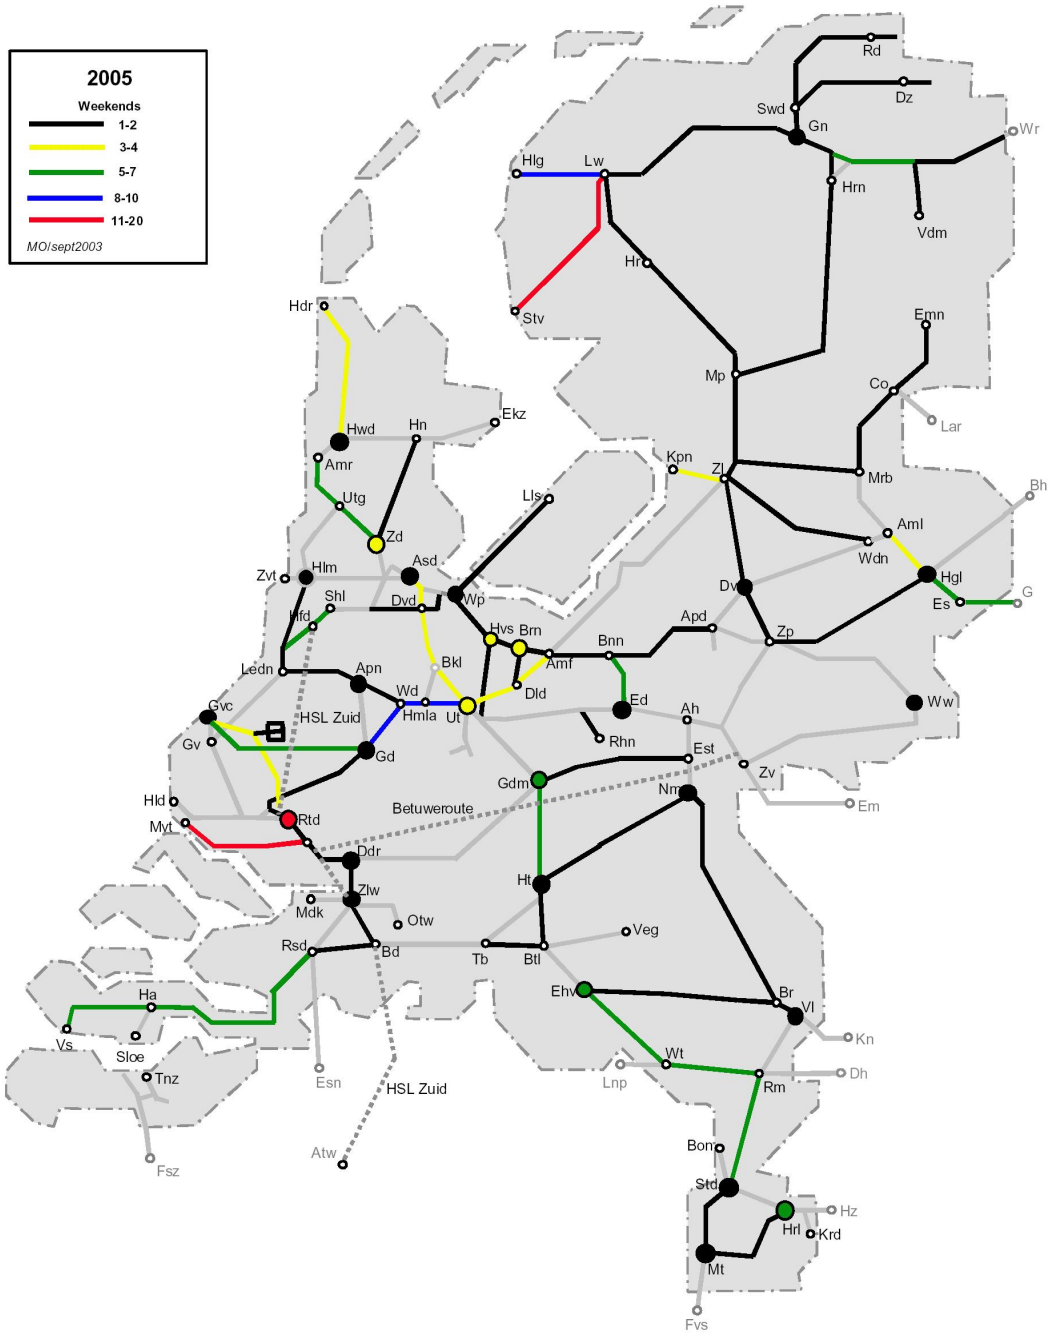 2005
Weekends
1-2
3-4
5-7
8-10
11-20
MO/sept2003
Rd
Dz
Swd
Gn
Wr
Hlg
Lw
Hrn
Vdm
Hr
Stv
Hdr
Emn
Mp
Co
Ekz
Lar
Hwd
Hn
Amr
Kpn
Zl
Mrb
Bh
Utg
Lls
Aml
Zd
Wdn
Asd
Hlm
Zvt
Hgl
Dv
Wp
Shl
Dvd
Es
G
Hfd
Hvs
Brn
Bnn
Apd
Zp
Amf
Ledn
Bkl
Apn
Dld
Wd
Ed
Ww
Gvc
HSL Zuid
Hmla
Ut
Ah
Gv
Rhn
Gd
Est
Zv
Gdm
Nm
Hld
Betuweroute
Em
Mvt
Rtd
Ddr
Ht
Zlw
Mdk
Otw
Veg
Rsd
Bd
Tb
Btl
Ehv
Br
Ha
Vl
Vs
Sloe
Kn
Wt
Tnz
Esn
Lnp
Rm
Dh
HSL Zuid
Atw
Bon
Fsz
Std
Hz
Hrl
Krd
Mt
Fvs